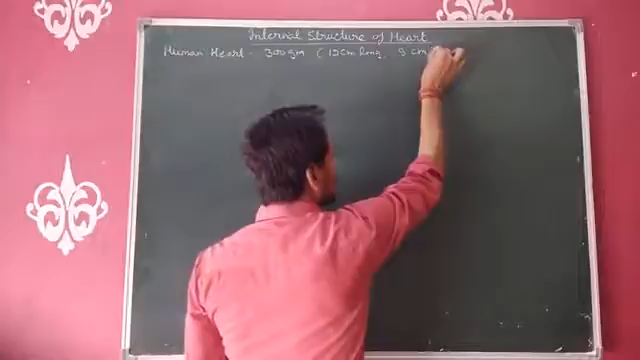 Internal Structure of Heart
Human Heart - 300gm ( 12cm long, 9 cm